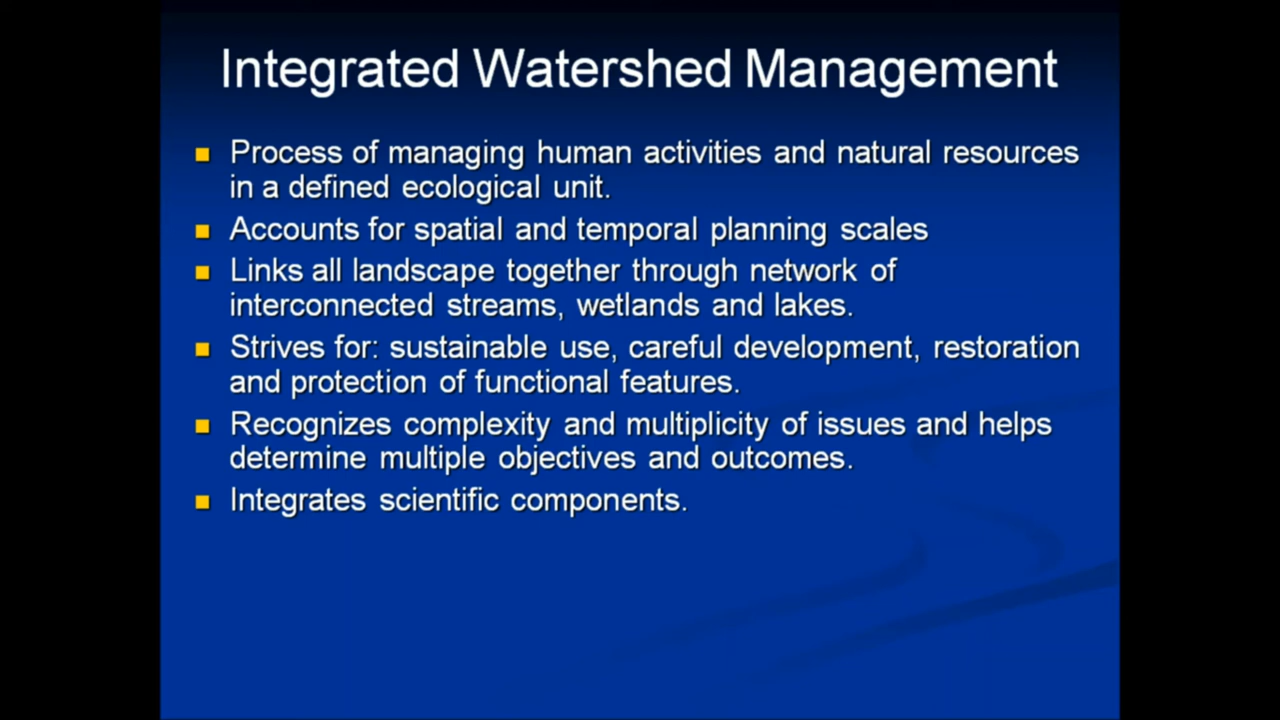 Integrated Watershed Management
Process of managing human activities and natural resources
in a defined ecological unit.
Accounts for spatial and temporal planning scales
Links all landscape together through network of
interconnected streams, wetlands and lakes.
Strives for: sustainable use, careful development, restoration
and protection of functional features.
Recognizes complexity and multiplicity of issues and helps
determine multiple objectives and outcomes.
Integrates scientific components.